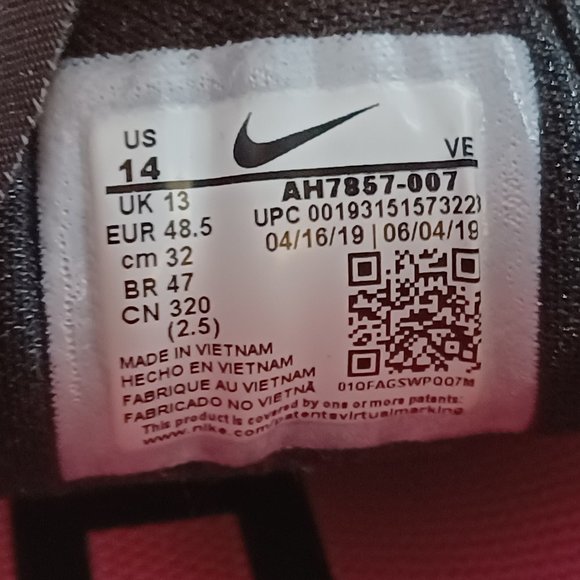 US
14
VE
UK 13
EUR 48.5
cm 32
BR 47
CN 320
(2.5)
AH7857-007
UPC 00193151573223
04/16/19 | 06/04/19
01QFAGSWPQQ7M
MADE IN VIETNAM
HECHO EN VIETNAM
FABRIQUE AU VIETNAM
FABRICADO NO VIETNÃ
This product is covered by one or more patents:
www.nike.com/patentsvirtualmarking